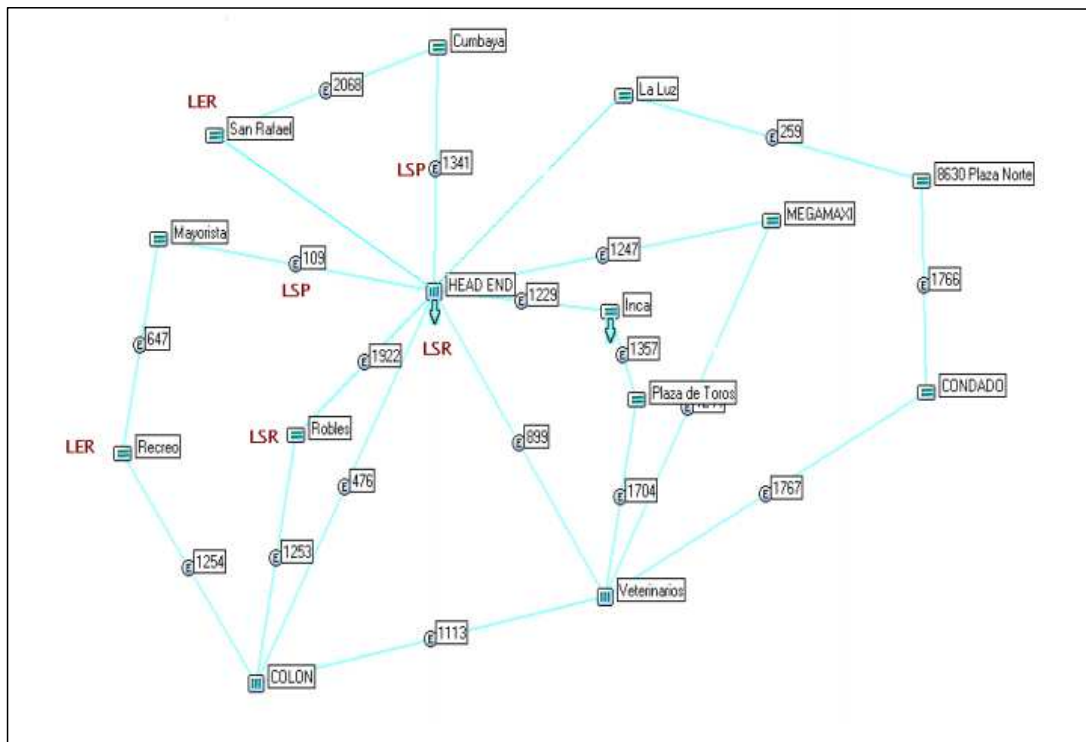 Cumbaya
2068
La Luz
LER
San Rafael
259
LSP
1341
8630 Plaza Norte
MEGAMAXI
Mayorista
1247
109
HEAD END
1766
LSP
1229
Inca
647
1922
LSR
1357
Plaza de Toros
CONDADO
LER
Recreo
LSR
Robles
899
476
1704
1767
1254
1253
Veterinarios
1113
COLON